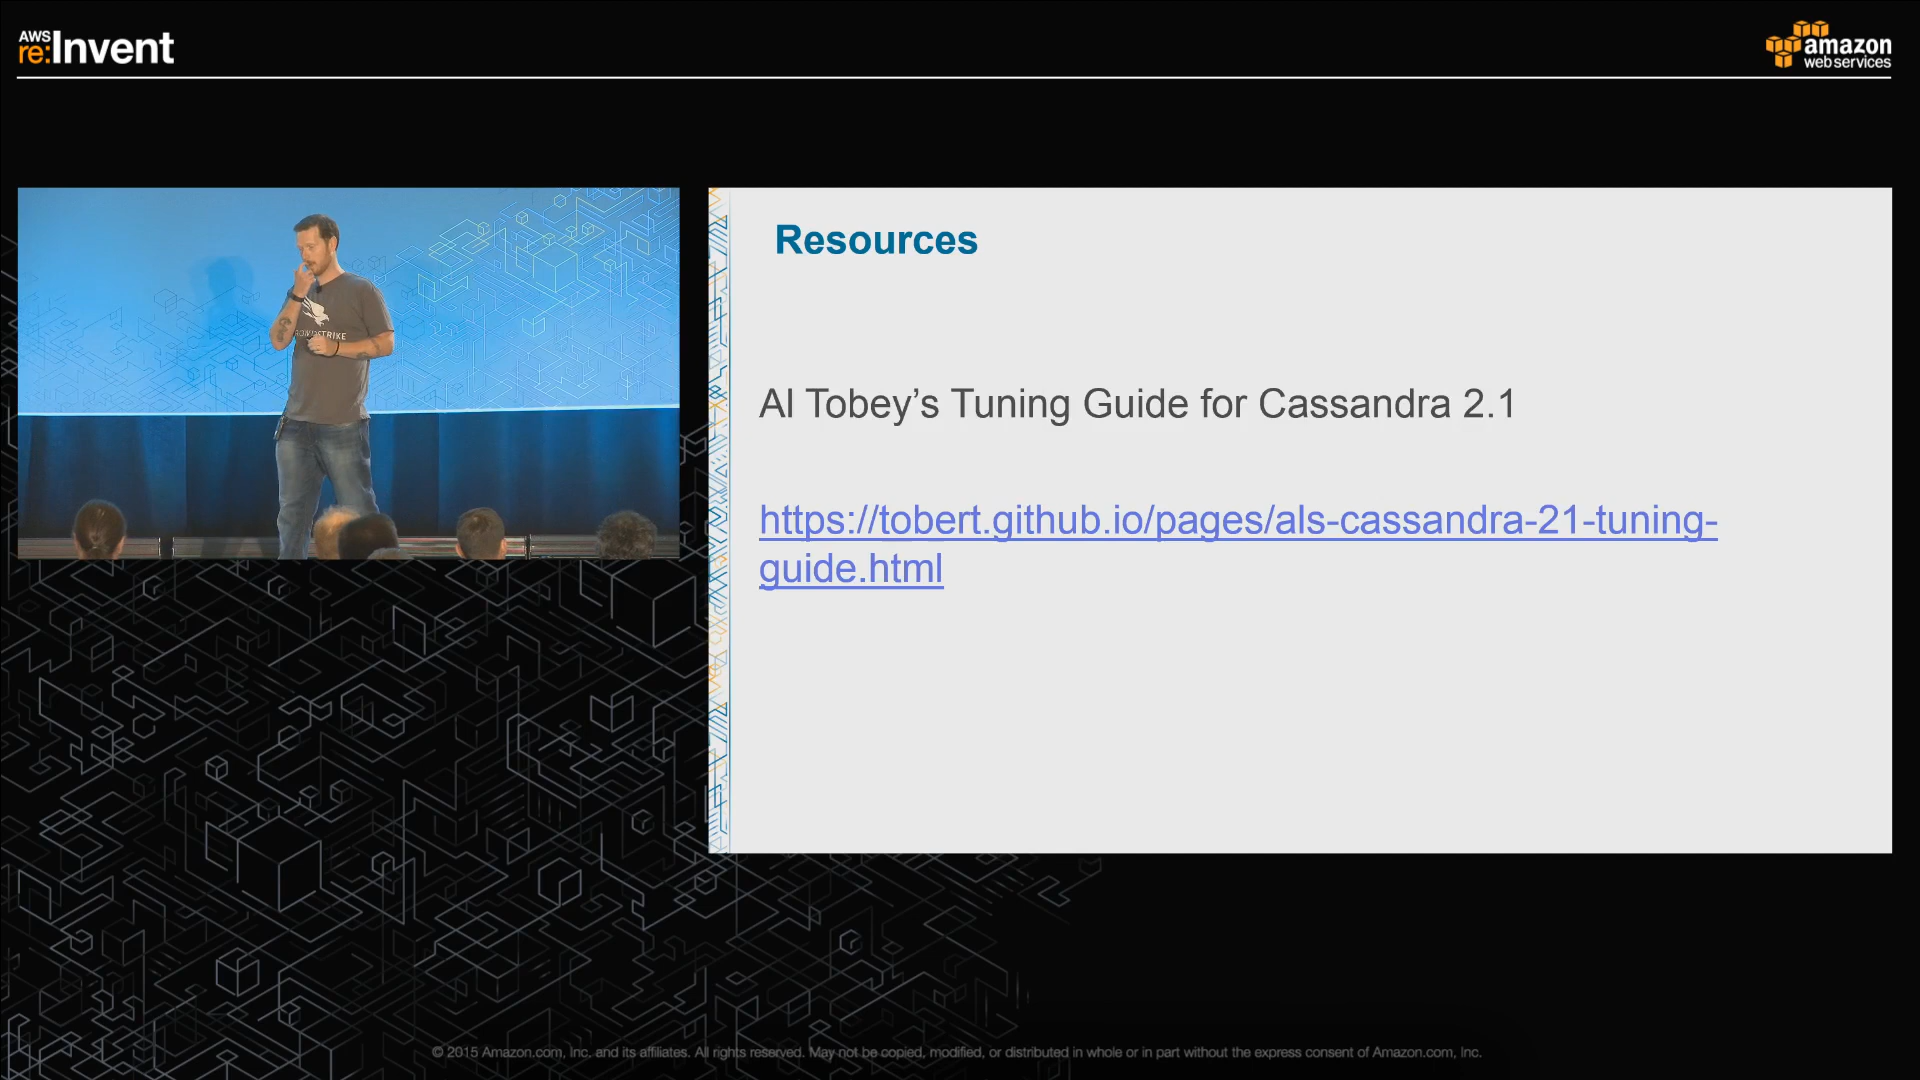 AWS
re:Invent
amazon
web services
STRIKE
Resources
Al Tobey’s Tuning Guide for Cassandra 2.1
https://tobert.github.io/pages/als-cassandra-21-tuning-
guide.html
© 2015 Amazon.com, Inc. and its affiliates. All rights reserved. May not be copied, modified, or distributed in whole or in part without the express consent of Amazon.com, Inc.